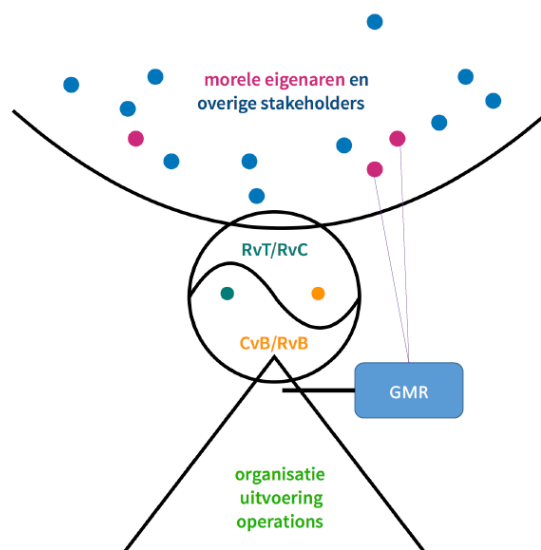 morele eigenaren en
overige stakeholders
RvT/RvC
CvB/RvB
GMR
organisatie
uitvoering
operations